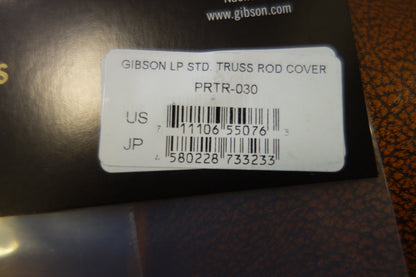 www.gibson.com
GIBSON LP STD. TRUSS ROD COVER
PRTR-030
US
7 11106 55076 3
JP
4 580228 733233